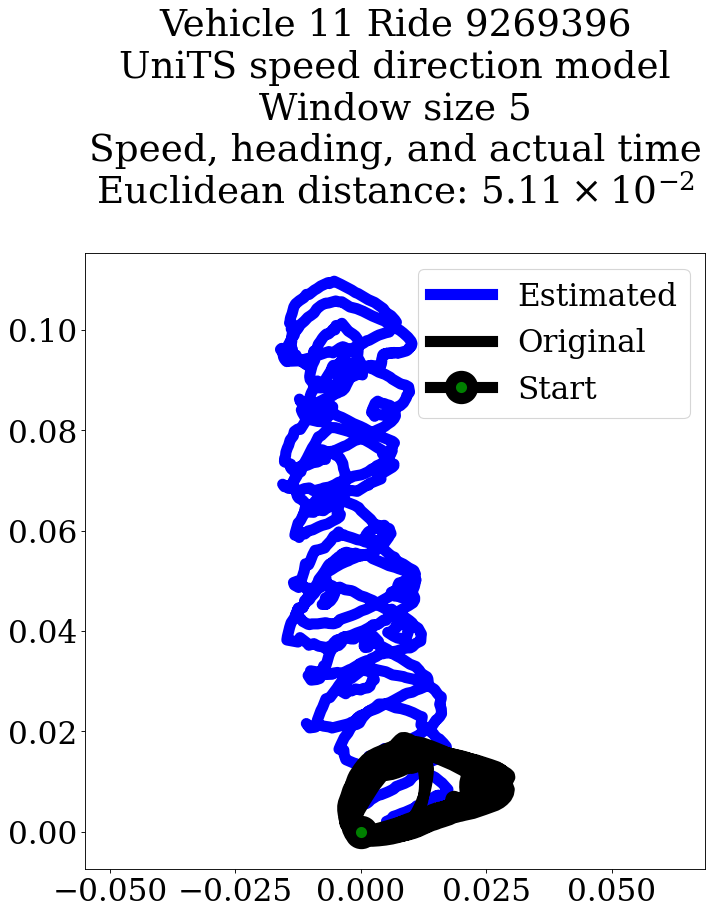 Vehicle 11 Ride 9269396
UniTS speed direction model
Window size 5
Speed, heading, and actual time
Euclidean distance: 5.11 × 10⁻²
Estimated
Original
Start
0.10
0.08
0.06
0.04
0.02
0.00
−0.050 −0.025 0.000 0.025 0.050